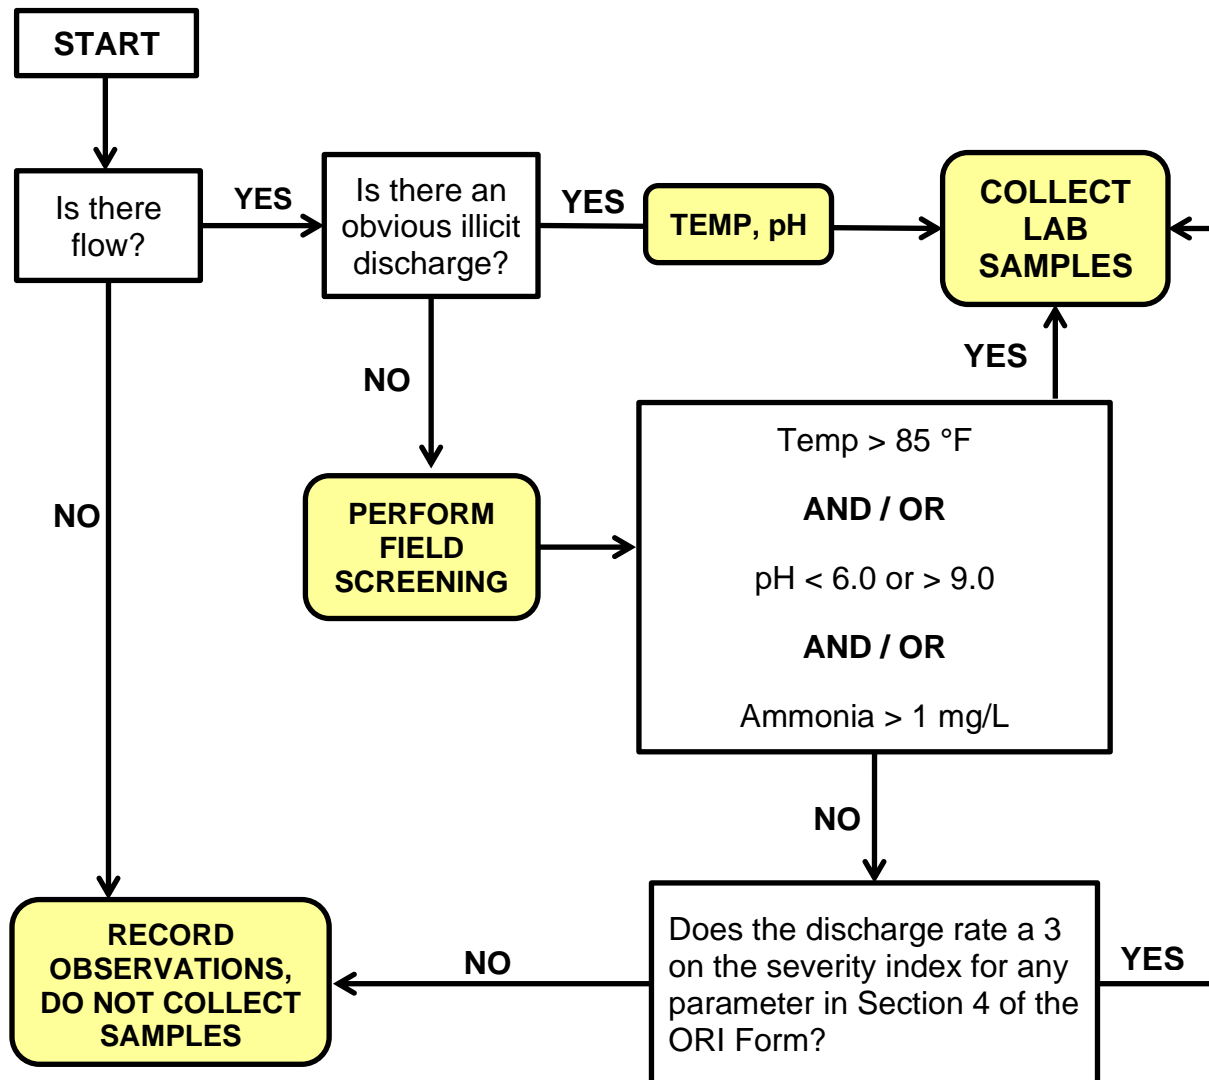 START
Is there
flow?
YES
Is there an
obvious illicit
discharge?
YES
TEMP, pH
COLLECT
LAB
SAMPLES
NO
YES
NO
PERFORM
FIELD
SCREENING
Temp > 85 °F
AND / OR
pH < 6.0 or > 9.0
AND / OR
Ammonia > 1 mg/L
NO
RECORD
OBSERVATIONS,
DO NOT COLLECT
SAMPLES
NO
Does the discharge rate a 3
on the severity index for any
parameter in Section 4 of the
ORI Form?
YES